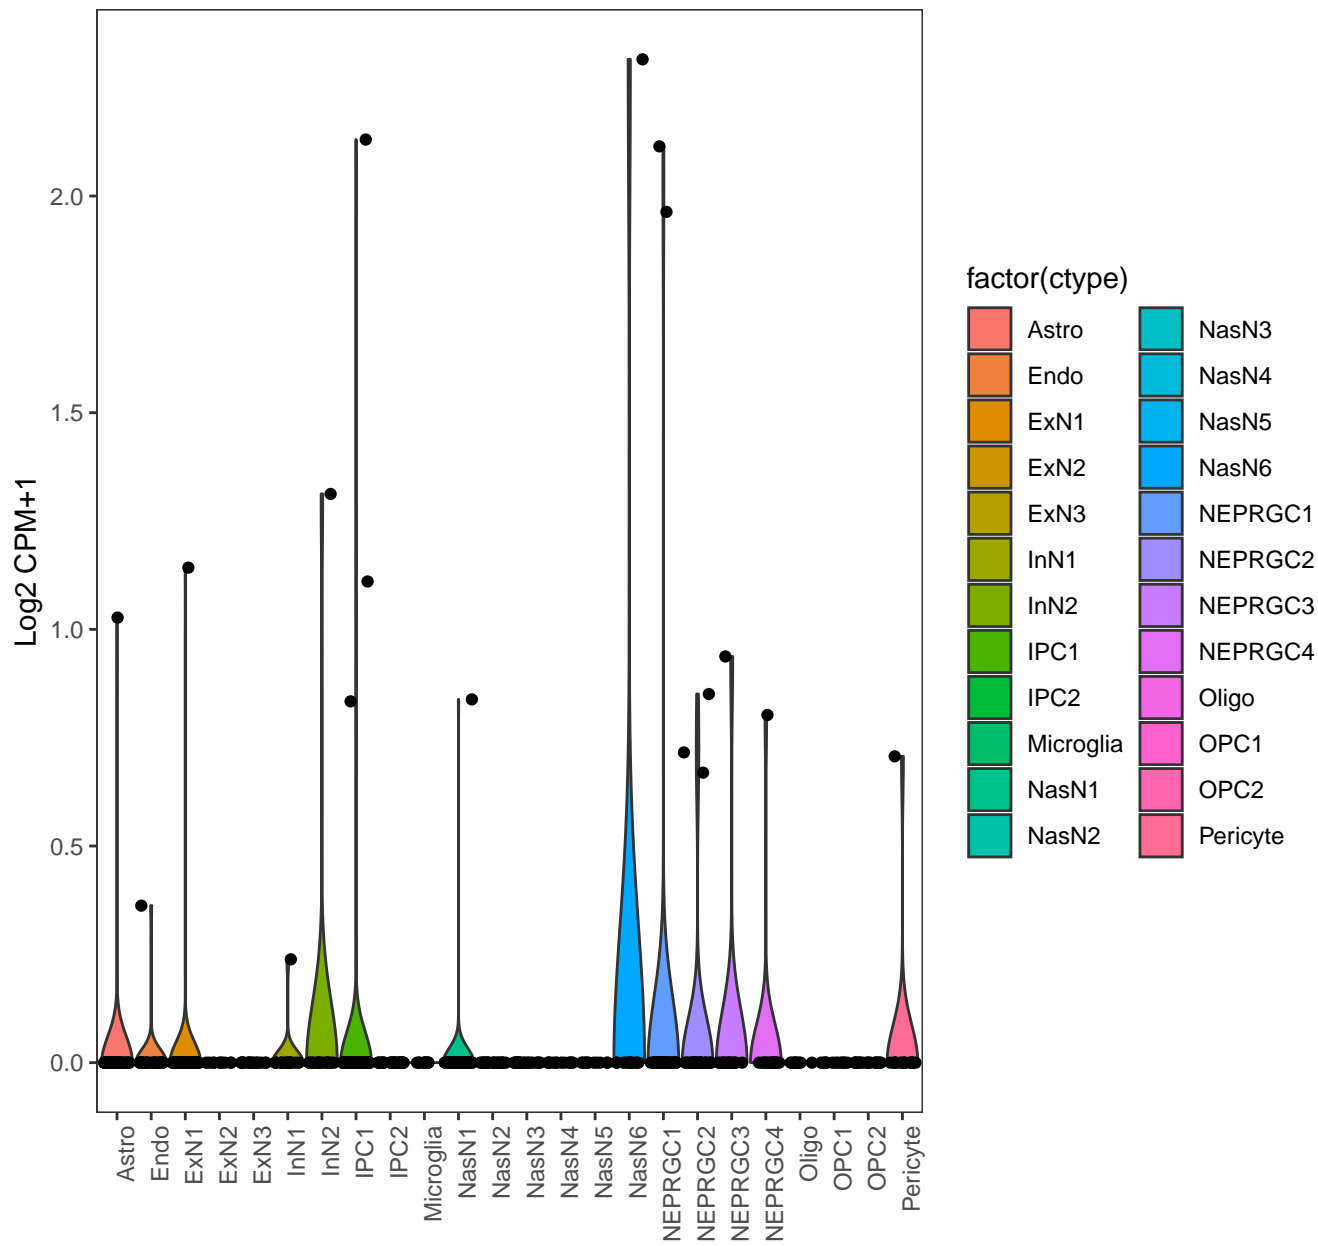 Log2 CPM+1
2.0
1.5
1.0
0.5
0.0
Astro
Endo
ExN1
ExN2
ExN3
InN1
InN2
IPC1
IPC2
Microglia
NasN1
NasN2
NasN3
NasN4
NasN5
NasN6
NEPRGC1
NEPRGC2
NEPRGC3
NEPRGC4
Oligo
OPC1
OPC2
Pericyte
factor(ctype)
Astro
Endo
ExN1
ExN2
ExN3
InN1
InN2
IPC1
IPC2
Microglia
NasN1
NasN2
NasN3
NasN4
NasN5
NasN6
NEPRGC1
NEPRGC2
NEPRGC3
NEPRGC4
Oligo
OPC1
OPC2
Pericyte